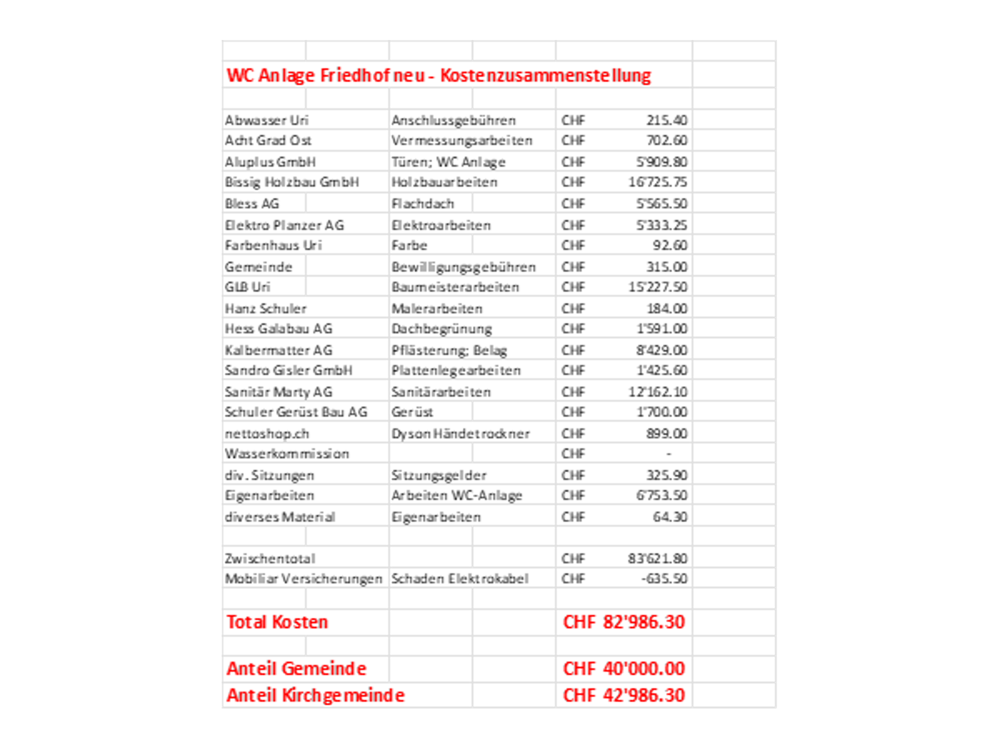 WC Anlage Friedhof neu - Kostenzusammenstellung
Abwasser Uri Anschlussgebühren CHF 215.40
Acht Grad Ost Vermessungsarbeiten CHF 702.60
Aluplus GmbH Türen; WC Anlage CHF 5'909.80
Bissig Holzbau GmbH Holzbauarbeiten CHF 16'725.75
Bless AG Flachdach CHF 5'565.50
Elektro Planzer AG Elektroarbeiten CHF 5'333.25
Farbenhaus Uri Farbe CHF 92.60
Gemeinde Bewilligungsgebühren CHF 315.00
GLB Uri Baumeisterarbeiten CHF 15'227.50
Hanz Schuler Malerarbeiten CHF 184.00
Hess Galabau AG Dachbegrünung CHF 1'591.00
Kalbermatter AG Pflästerung; Belag CHF 8'429.00
Sandro Gisler GmbH Plattenlegearbeiten CHF 1'425.60
Sanitär Marty AG Sanitärarbeiten CHF 12'162.10
Schuler Gerüst Bau AG Gerüst CHF 1'700.00
nettoshop.ch Dyson Händetrockner CHF 899.00
Wasserkommission CHF -
div. Sitzungen Sitzungsgelder CHF 325.90
Eigenarbeiten Arbeiten WC-Anlage CHF 6'753.50
diverses Material Eigenarbeiten CHF 64.30
Zwischentotal CHF 83'621.80
Mobiliar Versicherungen Schaden Elektrokabel CHF -635.50
Total Kosten CHF 82'986.30
Anteil Gemeinde CHF 40'000.00
Anteil Kirchgemeinde CHF 42'986.30